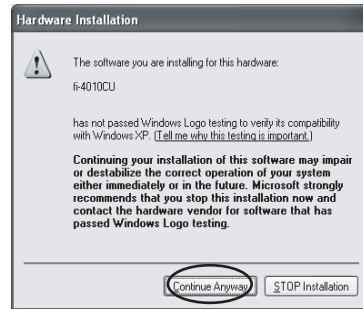 Hardware Installation
The software you are installing for this hardware:
fi-4010CU
has not passed Windows Logo testing to verify its compatibility
with Windows XP. (Tell me why this testing is important.)
Continuing your installation of this software may impair
or destabilize the correct operation of your system
either immediately or in the future. Microsoft strongly
recommends that you stop this installation now and
contact the hardware vendor for software that has
passed Windows Logo testing.
Continue Anyway
STOP Installation